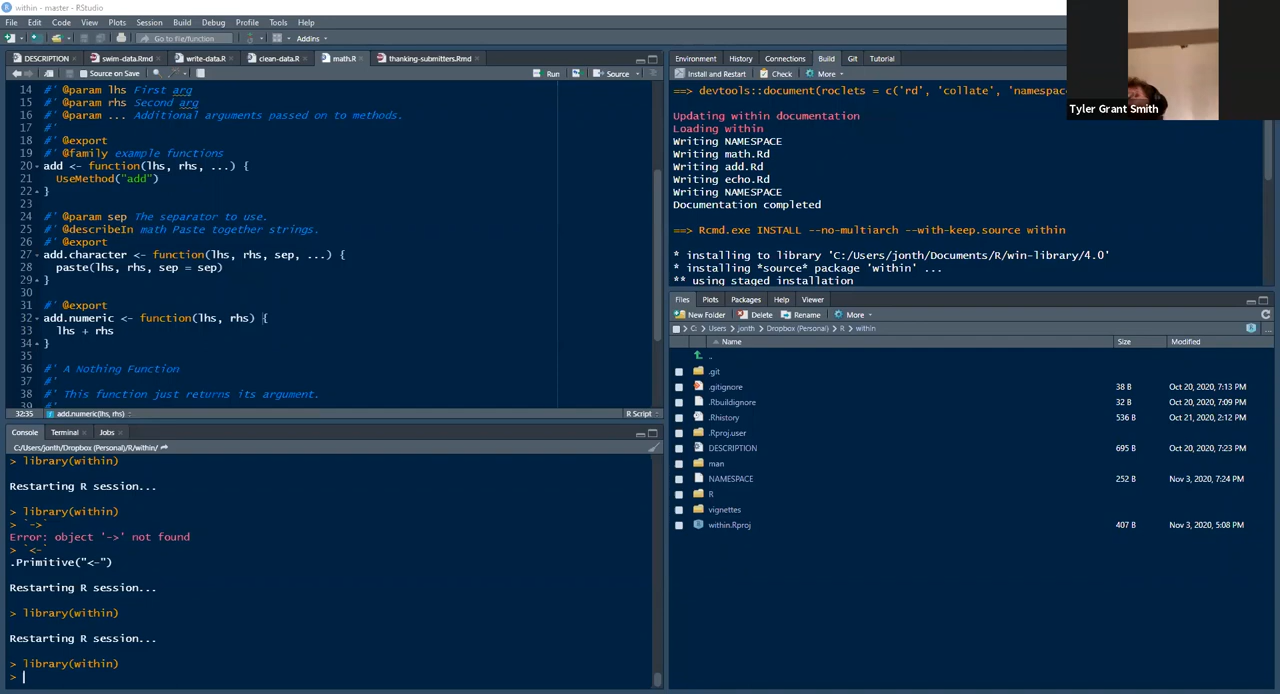 within - master - RStudio
File Edit Code View Plots Session Build Debug Profile Tools Help
Go to file/function Addins
DESCRIPTION swim-data.Rmd write-data.R clean-data.R math.R thanking-submitters.Rmd
Source on Save Run Source
14 #' @param lhs First arg
15 #' @param rhs Second arg
16 #' @param ... Additional arguments passed on to methods.
17 #'
18 #' @export
19 #' @family example functions
20 add <- function(lhs, rhs, ...) {
21 UseMethod("add")
22 }
23
24 #' @param sep The separator to use.
25 #' @describeIn math Paste together strings.
26 #' @export
27 add.character <- function(lhs, rhs, sep, ...) {
28 paste(lhs, rhs, sep = sep)
29 }
30
31 #' @export
32 add.numeric <- function(lhs, rhs) {
33 lhs + rhs
34 }
35
36 #' A Nothing Function
37 #'
38 #' This function just returns its argument.
39 #'
32:35 add.numeric(lhs, rhs) R Script
Console Terminal Jobs
C:/Users/jonth/Dropbox (Personal)/R/within/
> library(within)
Restarting R session...
> library(within)
> `->`
Error: object '->' not found
> `<-`
.Primitive("<-")
Restarting R session...
> library(within)
Restarting R session...
> library(within)
>
Environment History Connections Build Git Tutorial
Install and Restart Check More
==> devtools::document(roclets = c('rd', 'collate', 'namespac
Updating within documentation
Loading within
Writing NAMESPACE
Writing math.Rd
Writing add.Rd
Writing echo.Rd
Writing NAMESPACE
Documentation completed
==> Rcmd.exe INSTALL --no-multiarch --with-keep.source within
* installing to library 'C:/Users/jonth/Documents/R/win-library/4.0'
* installing *source* package 'within' ...
** using staged installation
Files Plots Packages Help Viewer
New Folder Delete Rename More
C: Users jonth Dropbox (Personal) R within
Name Size Modified
..
.git
.gitignore 38 B Oct 20, 2020, 7:13 PM
.Rbuildignore 32 B Oct 20, 2020, 7:09 PM
.Rhistory 536 B Oct 21, 2020, 2:12 PM
.Rproj.user
DESCRIPTION 695 B Oct 20, 2020, 7:23 PM
man
NAMESPACE 252 B Nov 3, 2020, 7:24 PM
R
vignettes
within.Rproj 407 B Nov 3, 2020, 5:08 PM
Tyler Grant Smith